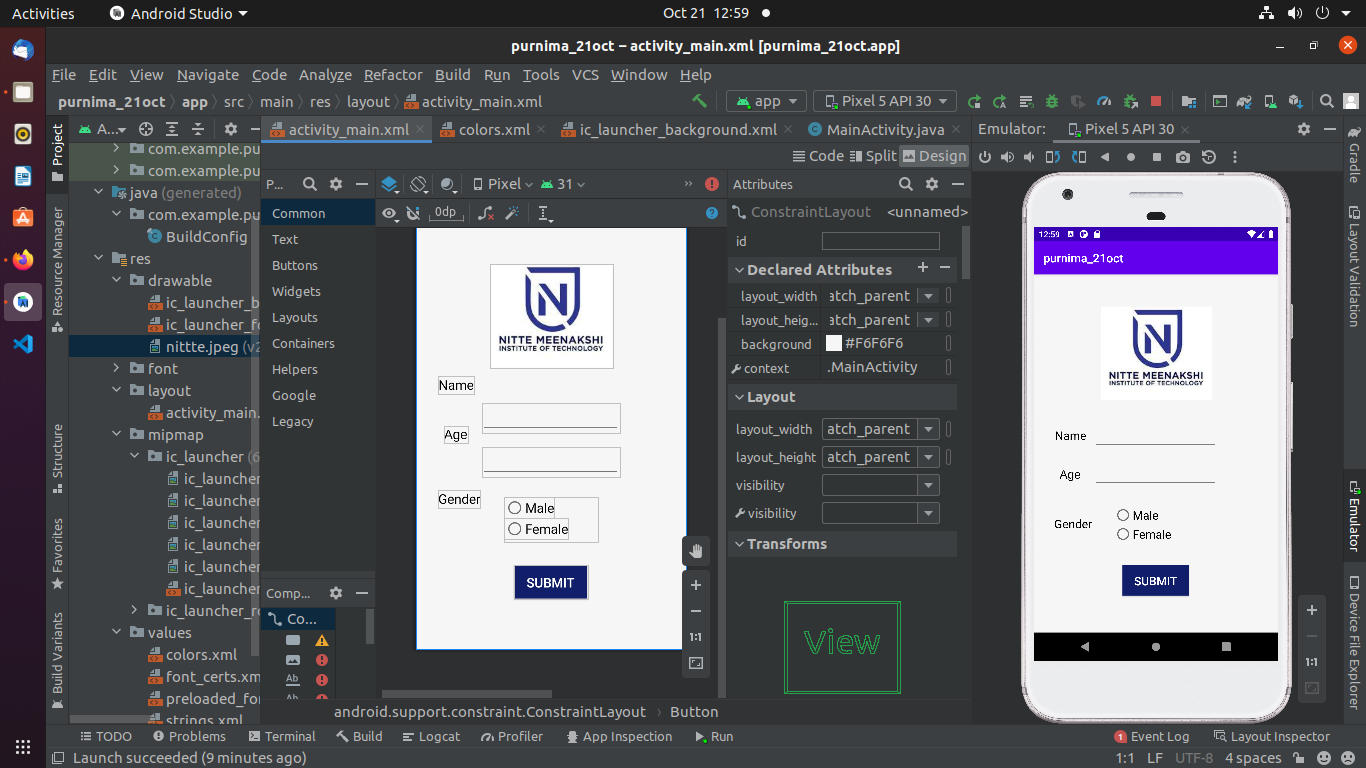 Activities
Android Studio
Oct 21 12:59
purnima_21oct – activity_main.xml [purnima_21oct.app]
File Edit View Navigate Code Analyze Refactor Build Run Tools VCS Window Help
purnima_21oct app src main res layout activity_main.xml
app
Pixel 5 API 30
Project
Resource Manager
Structure
Favorites
Build Variants
A...
com.example.pu
com.example.pu
java (generated)
com.example.pu
BuildConfig
res
drawable
ic_launcher_b
ic_launcher_fo
nittte.jpeg (v2
font
layout
activity_main.
mipmap
ic_launcher (6
ic_launcher
ic_launcher
ic_launcher
ic_launcher
ic_launcher
ic_launcher
ic_launcher_ro
values
colors.xml
font_certs.xm
preloaded_fo
strings.xml
activity_main.xml
colors.xml
ic_launcher_background.xml
MainActivity.java
Code
Split
Design
P...
Pixel
31
0dp
Common
Text
Buttons
Widgets
Layouts
Containers
Helpers
Google
Legacy
Comp...
Co...
Ab
Ab
N
NITTE MEENAKSHI
INSTITUTE OF TECHNOLOGY
Name
Age
Gender
Male
Female
SUBMIT
1:1
Attributes
ConstraintLayout <unnamed>
id
Declared Attributes
layout_width atch_parent
layout_heig... atch_parent
background #F6F6F6
context .MainActivity
Layout
layout_width atch_parent
layout_height atch_parent
visibility
visibility
Transforms
View
Emulator: Pixel 5 API 30
12:59
purnima_21oct
N
NITTE MEENAKSHI
INSTITUTE OF TECHNOLOGY
Name
Age
Gender
Male
Female
SUBMIT
1:1
Gradle
Layout Validation
Emulator
Device File Explorer
android.support.constraint.ConstraintLayout › Button
TODO Problems Terminal Build Logcat Profiler App Inspection Run
1 Event Log Layout Inspector
Launch succeeded (9 minutes ago)
1:1 LF UTF-8 4 spaces